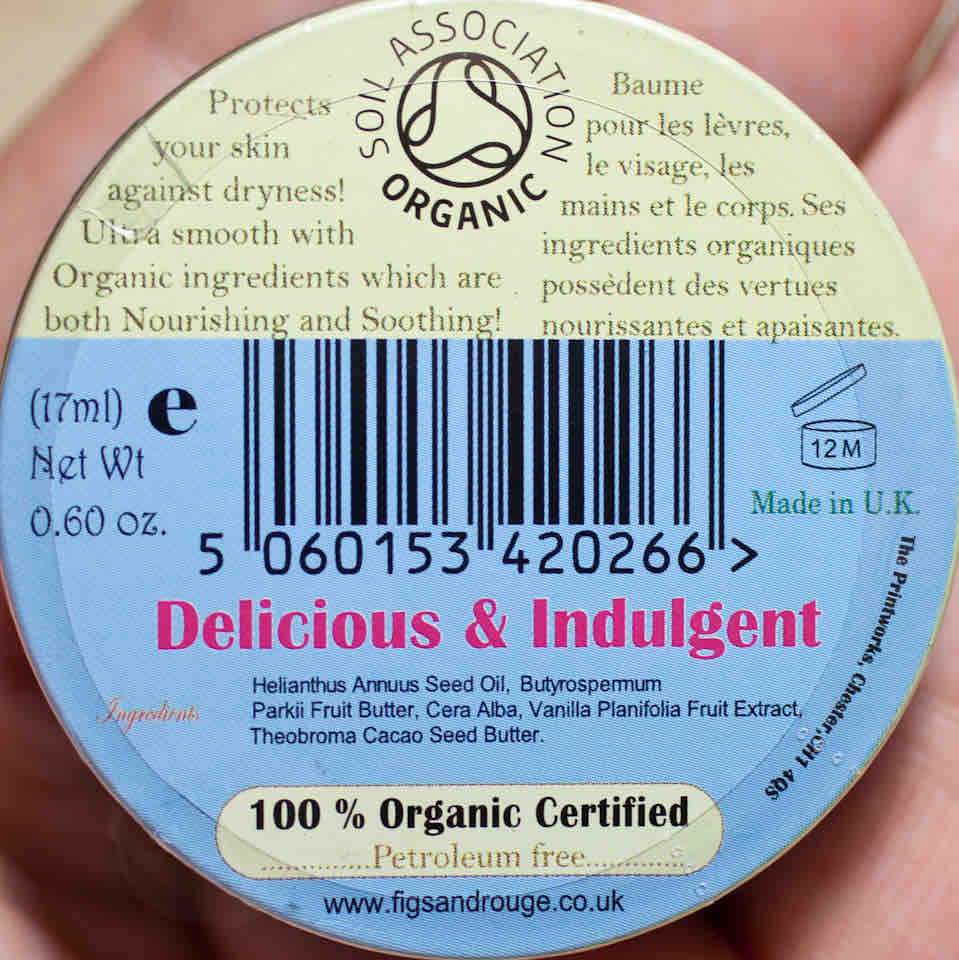 SOIL ASSOCIATION
ORGANIC
Protects
your skin
against dryness!
Ultra smooth with
Organic ingredients which are
both Nourishing and Soothing!
Baume
pour les lèvres,
le visage, les
mains et le corps. Ses
ingredients organiques
possèdent des vertues
nourissantes et apaisantes.
(17ml) e
Net Wt
0.60 oz.
5 060153 420266 >
12 M
Made in U.K.
The Printworks, Chester,CH1 4QS
Delicious & Indulgent
Ingredients
Helianthus Annuus Seed Oil, Butyrospermum
Parkii Fruit Butter, Cera Alba, Vanilla Planifolia Fruit Extract,
Theobroma Cacao Seed Butter.
100 % Organic Certified
.............Petroleum free.............
www.figsandrouge.co.uk